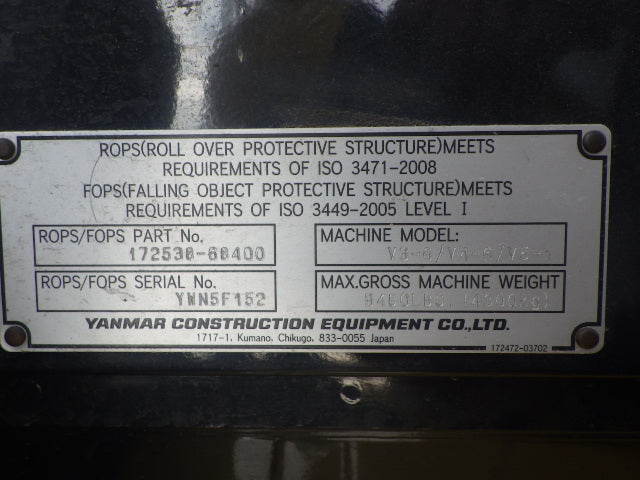 ROPS(ROLL OVER PROTECTIVE STRUCTURE)MEETS
REQUIREMENTS OF ISO 3471-2008
FOPS(FALLING OBJECT PROTECTIVE STRUCTURE)MEETS
REQUIREMENTS OF ISO 3449-2005 LEVEL I
ROPS/FOPS PART No.
172538-68400
MACHINE MODEL:
ROPS/FOPS SERIAL No.
YWN5F152
MAX.GROSS MACHINE WEIGHT
YANMAR CONSTRUCTION EQUIPMENT CO.,LTD.
1717-1, Kumano, Chikugo, 833-0055 Japan
172472-03702